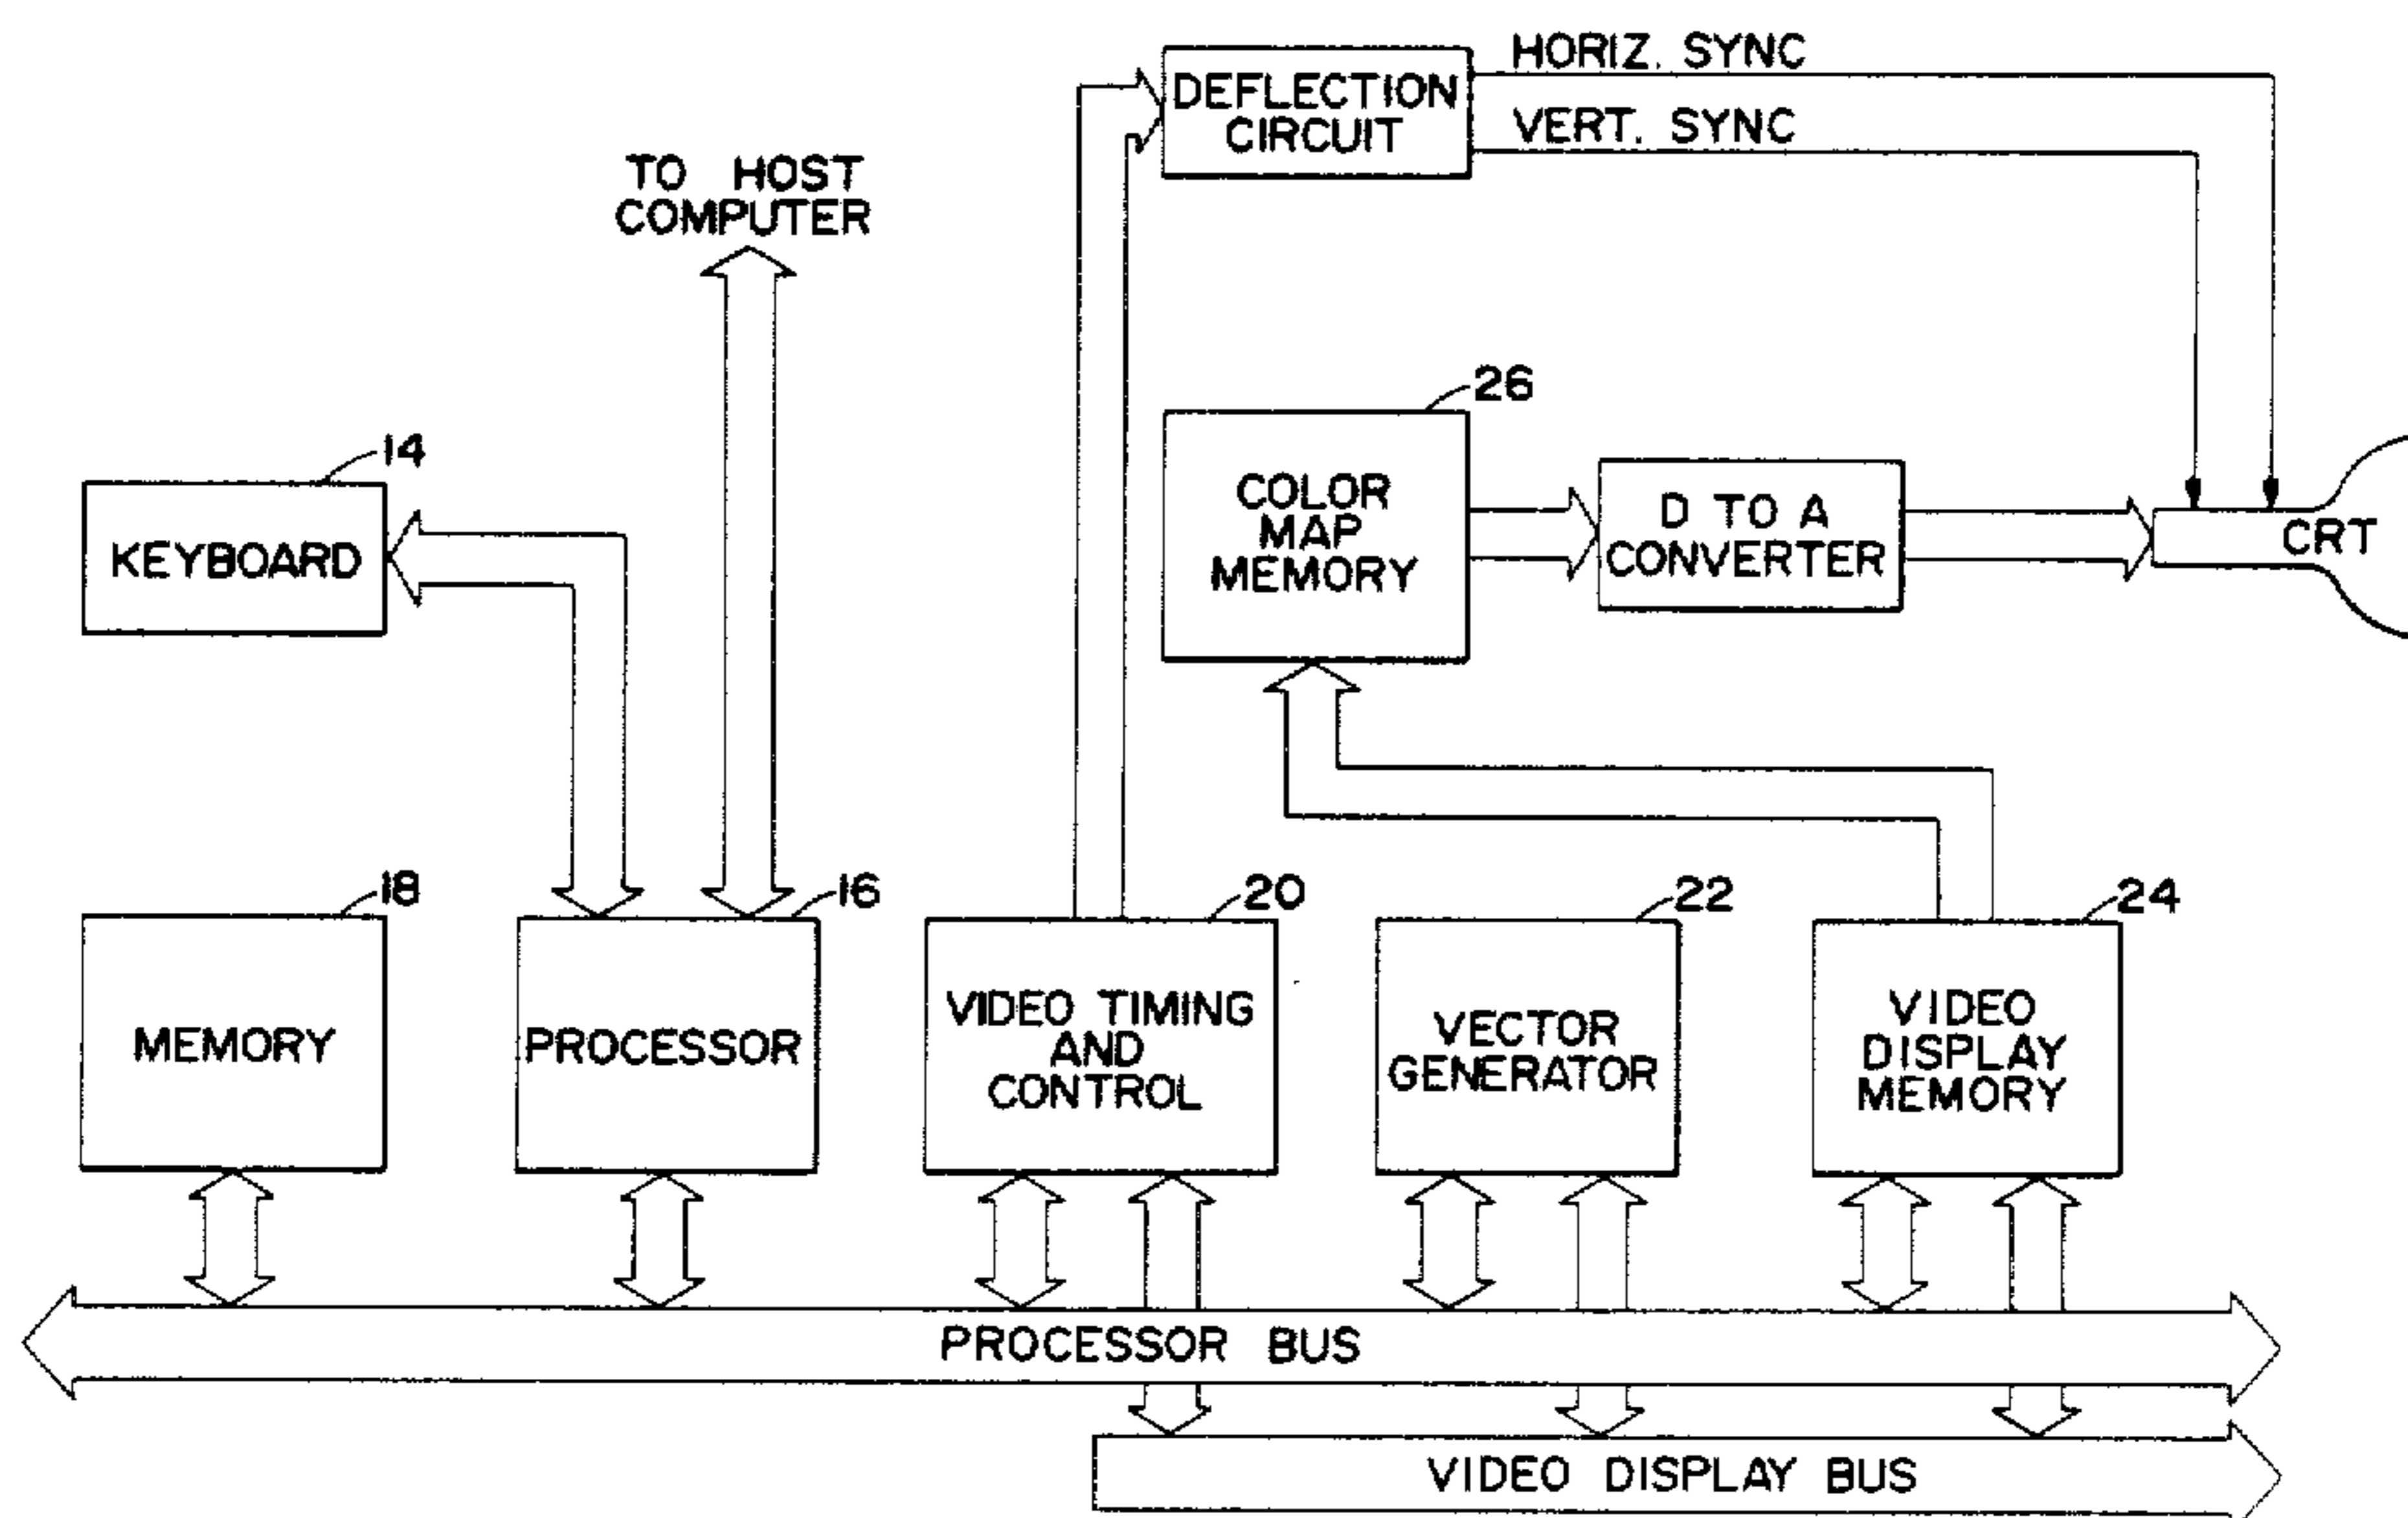 HORIZ. SYNC
DEFLECTION
CIRCUIT
VERT. SYNC
TO HOST
COMPUTER
26
14
COLOR
MAP
MEMORY
D TO A
CONVERTER
CRT
KEYBOARD
18
16
20
22
24
MEMORY
PROCESSOR
VIDEO TIMING
AND
CONTROL
VECTOR
GENERATOR
VIDEO
DISPLAY
MEMORY
PROCESSOR BUS
VIDEO DISPLAY BUS